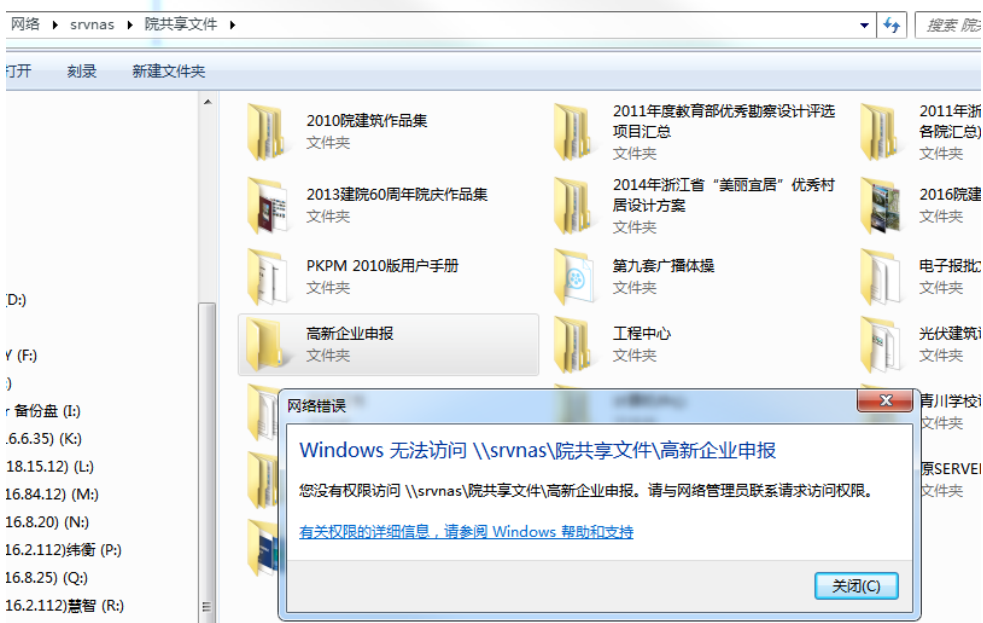 网络 ▸ srvnas ▸ 院共享文件 ▸
搜索 院
打开 刻录 新建文件夹
2010院建筑作品集
文件夹
2011年度教育部优秀勘察设计评选
项目汇总
文件夹
2011年浙
各院汇总)
文件夹
2013建院60周年院庆作品集
文件夹
2014年浙江省“美丽宜居”优秀村
居设计方案
文件夹
2016院建
文件夹
PKPM 2010版用户手册
文件夹
第九套广播体操
文件夹
电子报批
文件夹
高新企业申报
文件夹
工程中心
文件夹
光伏建筑
文件夹
青川学校
文件夹
原SERVE
文件夹
(D:)
Y (F:)
:)
r 备份盘 (I:)
.6.6.35) (K:)
18.15.12) (L:)
16.84.12) (M:)
16.8.20) (N:)
16.2.112)纬衡 (P:)
16.8.25) (Q:)
16.2.112)慧智 (R:)
网络错误
Windows 无法访问 \\srvnas\院共享文件\高新企业申报
您没有权限访问 \\srvnas\院共享文件\高新企业申报。请与网络管理员联系请求访问权限。
有关权限的详细信息，请参阅 Windows 帮助和支持
关闭(C)